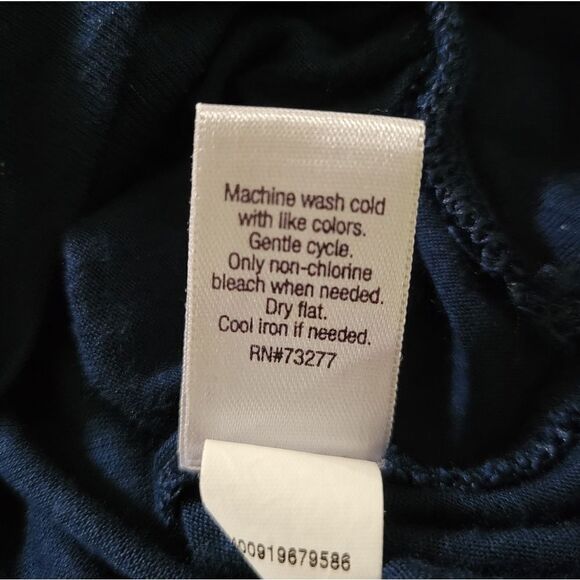 Machine wash cold
with like colors.
Gentle cycle.
Only non-chlorine
bleach when needed.
Dry flat.
Cool iron if needed.
RN#73277
00919679586